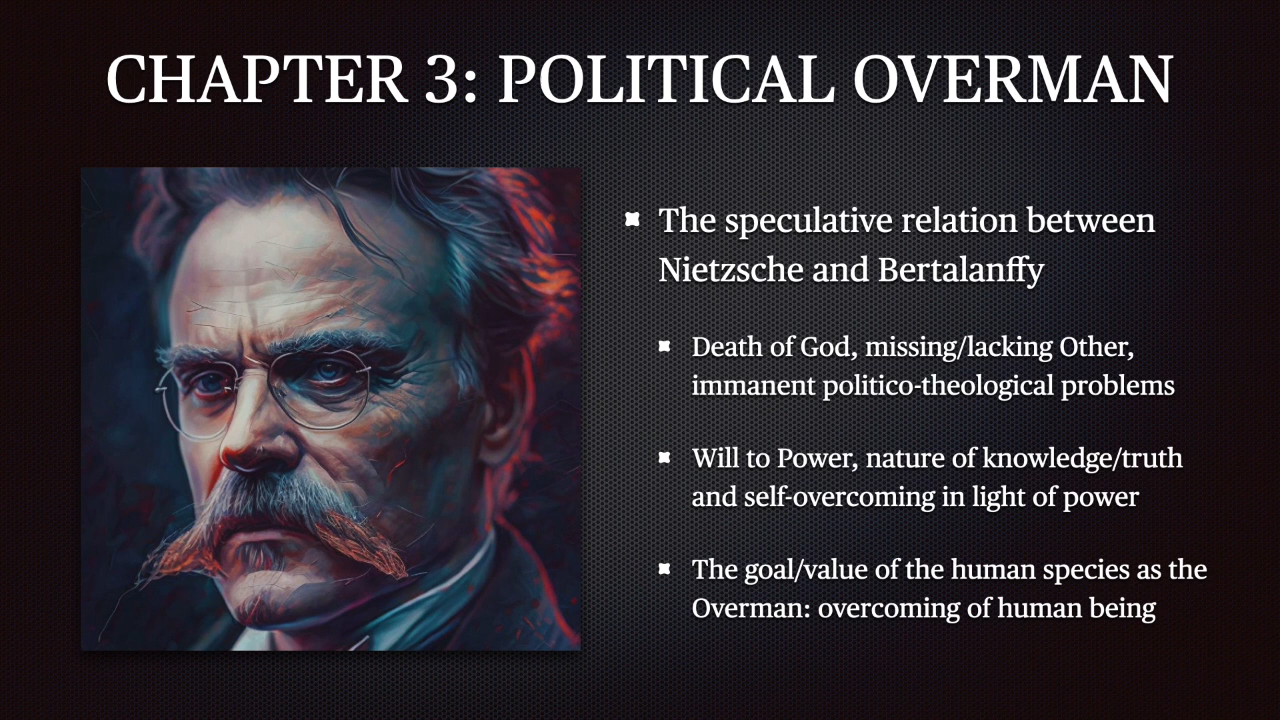 CHAPTER 3: POLITICAL OVERMAN
The speculative relation between
Nietzsche and Bertalanffy
Death of God, missing/lacking Other,
immanent politico-theological problems
Will to Power, nature of knowledge/truth
and self-overcoming in light of power
The goal/value of the human species as the
Overman: overcoming of human being